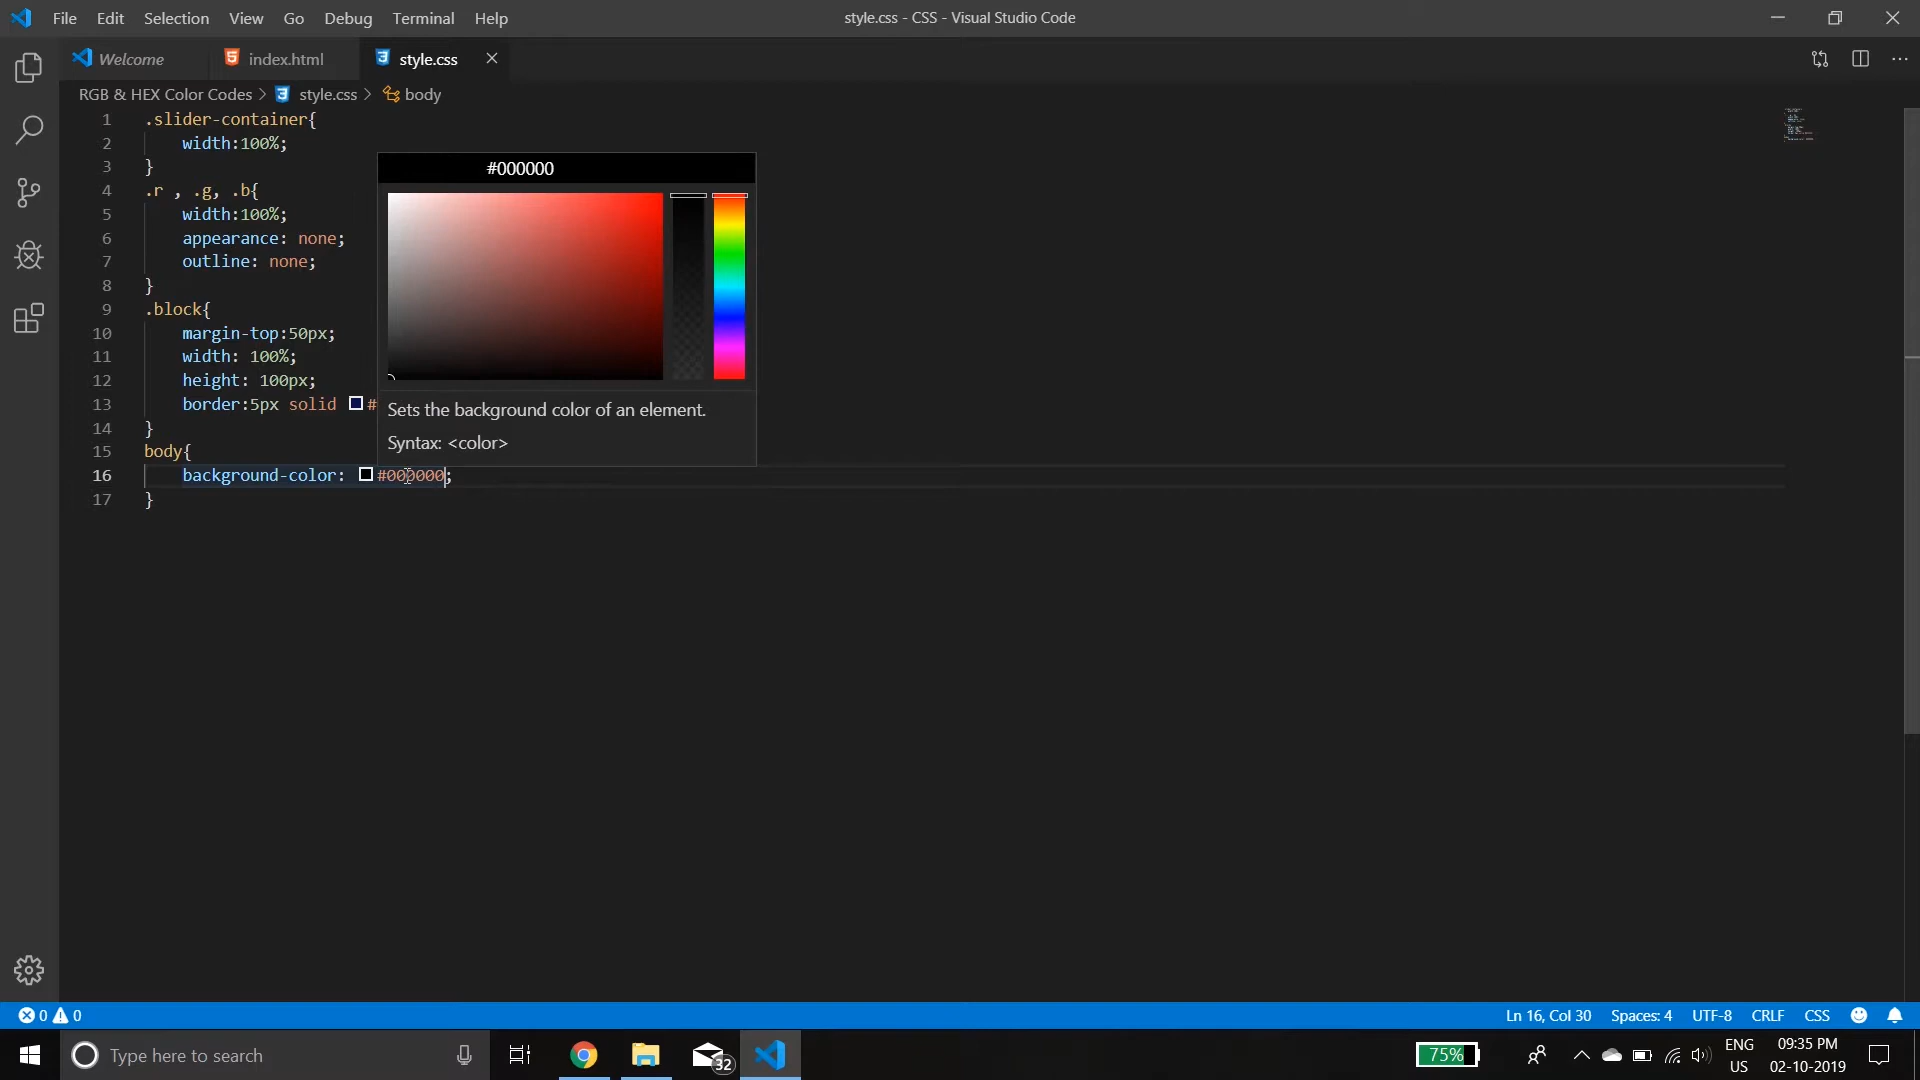 File Edit Selection View Go Debug Terminal Help
style.css - CSS - Visual Studio Code
Welcome
index.html
style.css
RGB & HEX Color Codes > style.css > body
1 .slider-container{
2 width:100%;
3 }
4 .r , .g, .b{
5 width:100%;
6 appearance: none;
7 outline: none;
8 }
9 .block{
10 margin-top:50px;
11 width: 100%;
12 height: 100px;
13 border:5px solid #
14 }
15 body{
16 background-color: #000000;
17 }
#000000
Sets the background color of an element.
Syntax: <color>
0 0
Ln 16, Col 30 Spaces: 4 UTF-8 CRLF CSS
Type here to search
32
75%
ENG
US
09:35 PM
02-10-2019